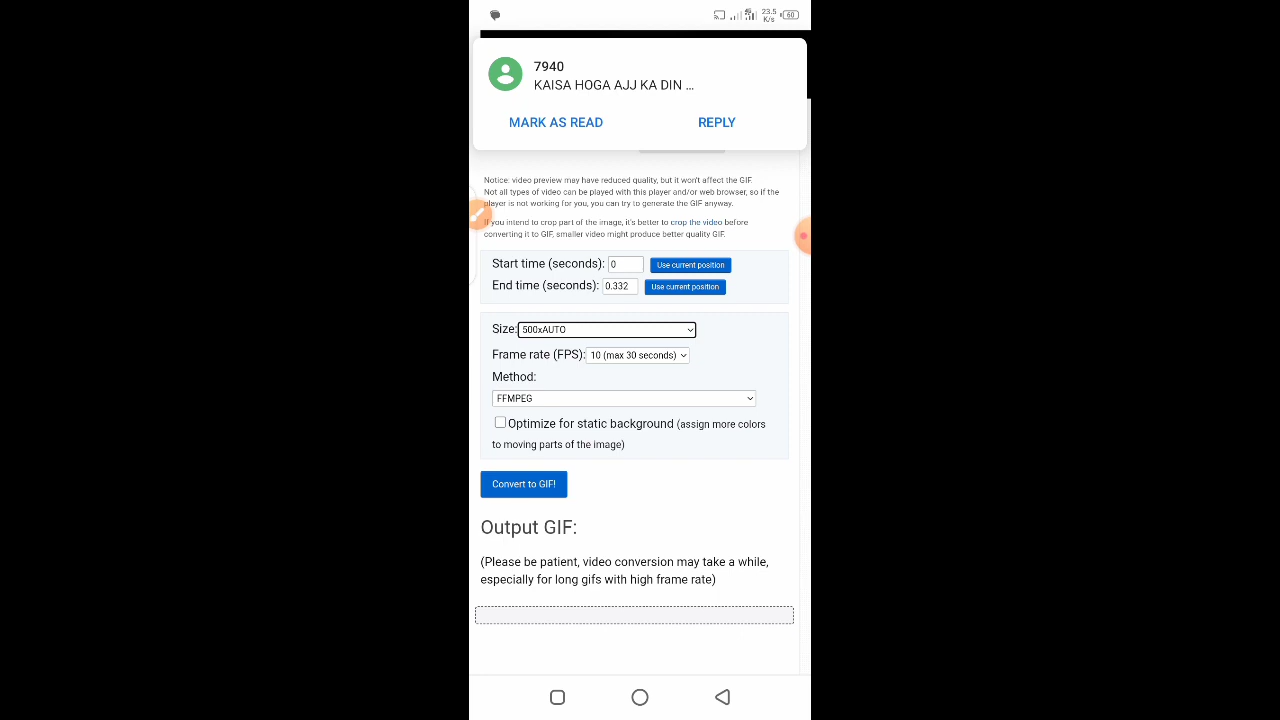 23.5
K/s
60
7940
KAISA HOGA AJJ KA DIN ...
MARK AS READ REPLY
Notice: video preview may have reduced quality, but it won't affect the GIF.
Not all types of video can be played with this player and/or web browser, so if the
player is not working for you, you can try to generate the GIF anyway.
If you intend to crop part of the image, it's better to crop the video before
converting it to GIF, smaller video might produce better quality GIF.
Start time (seconds): 0 Use current position
End time (seconds): 0.332 Use current position
Size: 500xAUTO
Frame rate (FPS): 10 (max 30 seconds)
Method:
FFMPEG
Optimize for static background (assign more colors
to moving parts of the image)
Convert to GIF!
Output GIF:
(Please be patient, video conversion may take a while,
especially for long gifs with high frame rate)